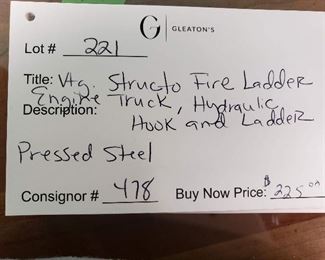 G | GLEATON'S
Lot # 221
Title: Vtg. Structo Fire Ladder
Engine Truck, Hydraulic
Description: Hook and Ladder
Pressed Steel
Consignor # 478 Buy Now Price: $225.00